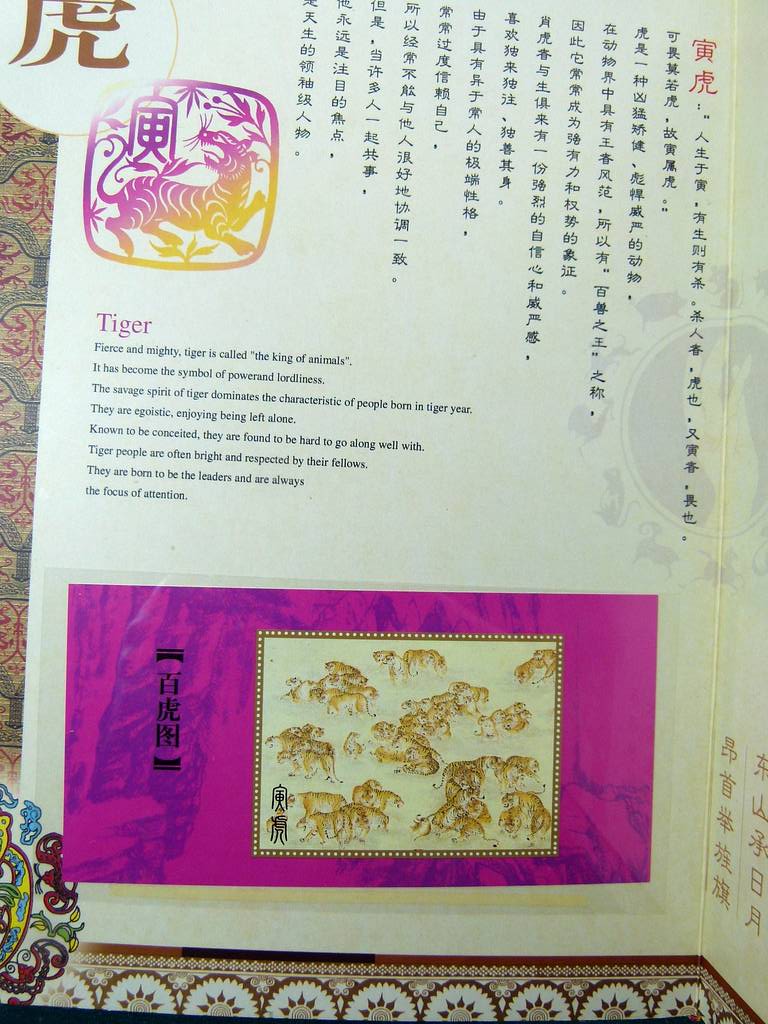 虎
寅
寅虎：“人生于寅，有生则有杀。杀人者，虎也，又寅者，畏也。
可畏莫若虎，故寅属虎。”
虎是一种凶猛矫健、彪悍威严的动物，
在动物界中具有王者风范，所以有“百兽之王”之称，
因此它常常成为强有力和权势的象征。
肖虎者与生俱来有一份强烈的自信心和威严感，
喜欢独来独往、独善其身。
由于具有异于常人的极端性格，
常常过度信赖自己，
所以经常不能与他人很好地协调一致。
但是，当许多人一起共事，
他永远是注目的焦点，
是天生的领袖级人物。
Tiger
Fierce and mighty, tiger is called "the king of animals".
It has become the symbol of powerand lordliness.
The savage spirit of tiger dominates the characteristic of people born in tiger year.
They are egoistic, enjoying being left alone.
Known to be conceited, they are found to be hard to go along well with.
Tiger people are often bright and respected by their fellows.
They are born to be the leaders and are always
the focus of attention.
【百虎图】
寅虎
东山承日月
昂首举旌旗